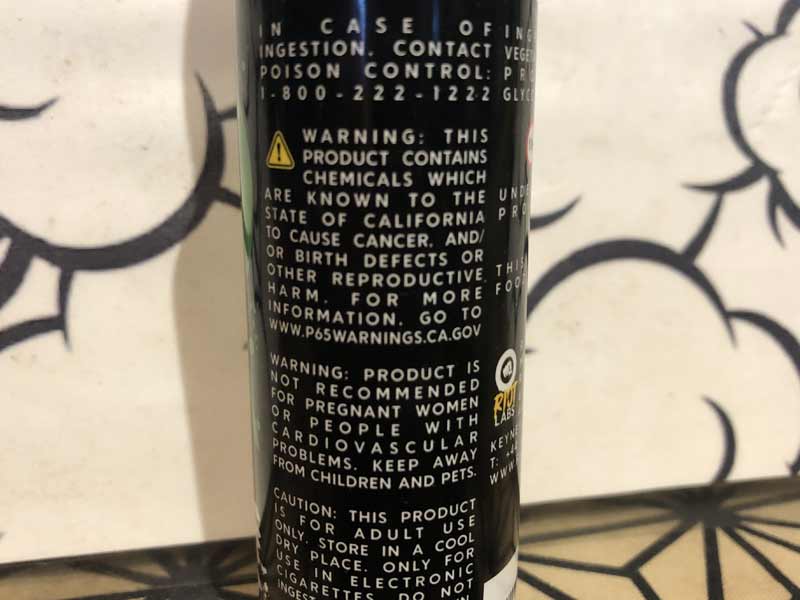 IN CASE OF
INGESTION. CONTACT
POISON CONTROL:
1-800-222-1222
WARNING: THIS
PRODUCT CONTAINS
CHEMICALS WHICH
ARE KNOWN TO THE
STATE OF CALIFORNIA
TO CAUSE CANCER. AND/
OR BIRTH DEFECTS OR
OTHER REPRODUCTIVE
HARM. FOR MORE
INFORMATION. GO TO
WWW.P65WARNINGS.CA.GOV
WARNING: PRODUCT IS
NOT RECOMMENDED
FOR PREGNANT WOMEN
OR PEOPLE WITH
CARDIOVASCULAR
PROBLEMS. KEEP AWAY
FROM CHILDREN AND PETS.
CAUTION: THIS PRODUCT
IS FOR ADULT USE
ONLY. STORE IN A COOL
DRY PLACE. ONLY FOR
USE IN ELECTRONIC
CIGARETTES. DO NOT
RIOT
LABS